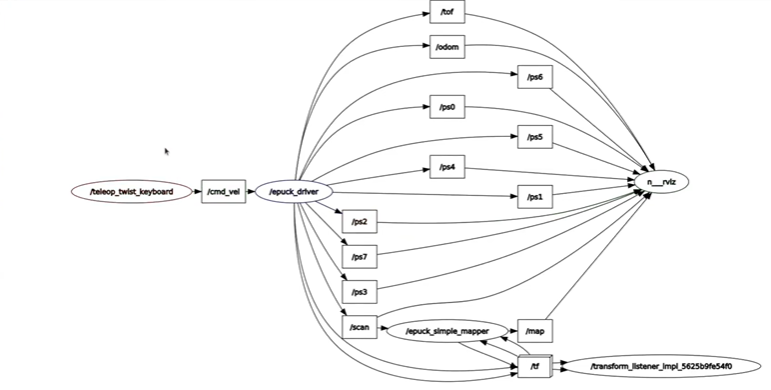 /tof
/odom
/ps6
/ps0
/ps5
/ps4
/teleop_twist_keyboard
/cmd_vel
/epuck_driver
n__rviz
/ps1
/ps2
/ps7
/ps3
/scan
/epuck_simple_mapper
/map
/tf
/transform_listener_impl_5625b9fe54f0